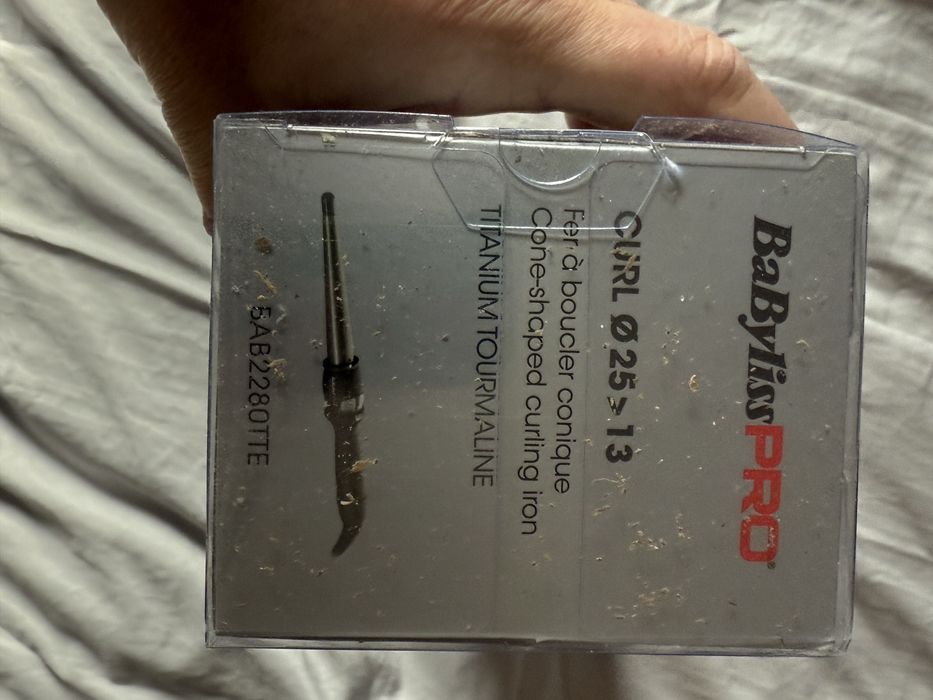 BaBylissPRO®
CURL Ø 25 > 13
Fer à boucler conique
Cone-shaped curling iron
TITANIUM TOURMALINE
BAB2280TTE